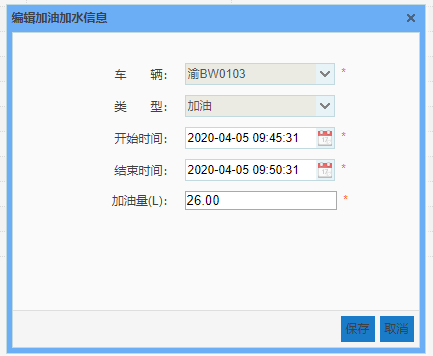 编辑加油加水信息
车 辆: 渝BW0103 *
类 型: 加油
开始时间: 2020-04-05 09:45:31 *
结束时间: 2020-04-05 09:50:31 *
加油量(L): 26.00 *
保存 取消